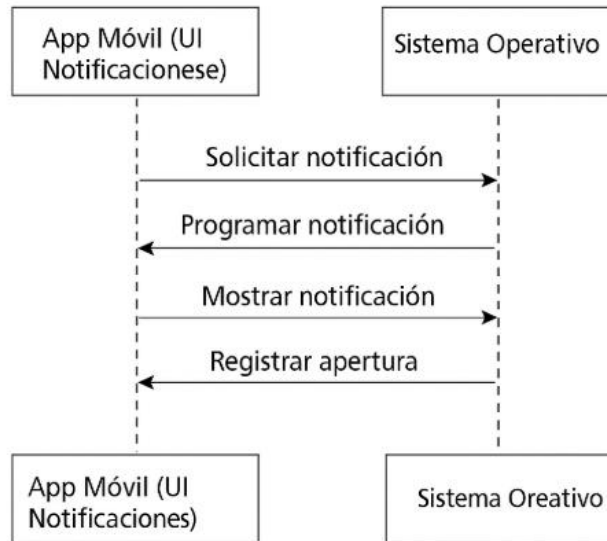 App Móvil (UI
Notificacionese)
Sistema Operativo
Solicitar notificación
Programar notificación
Mostrar notificación
Registrar apertura
App Móvil (UI
Notificaciones)
Sistema Oreativo